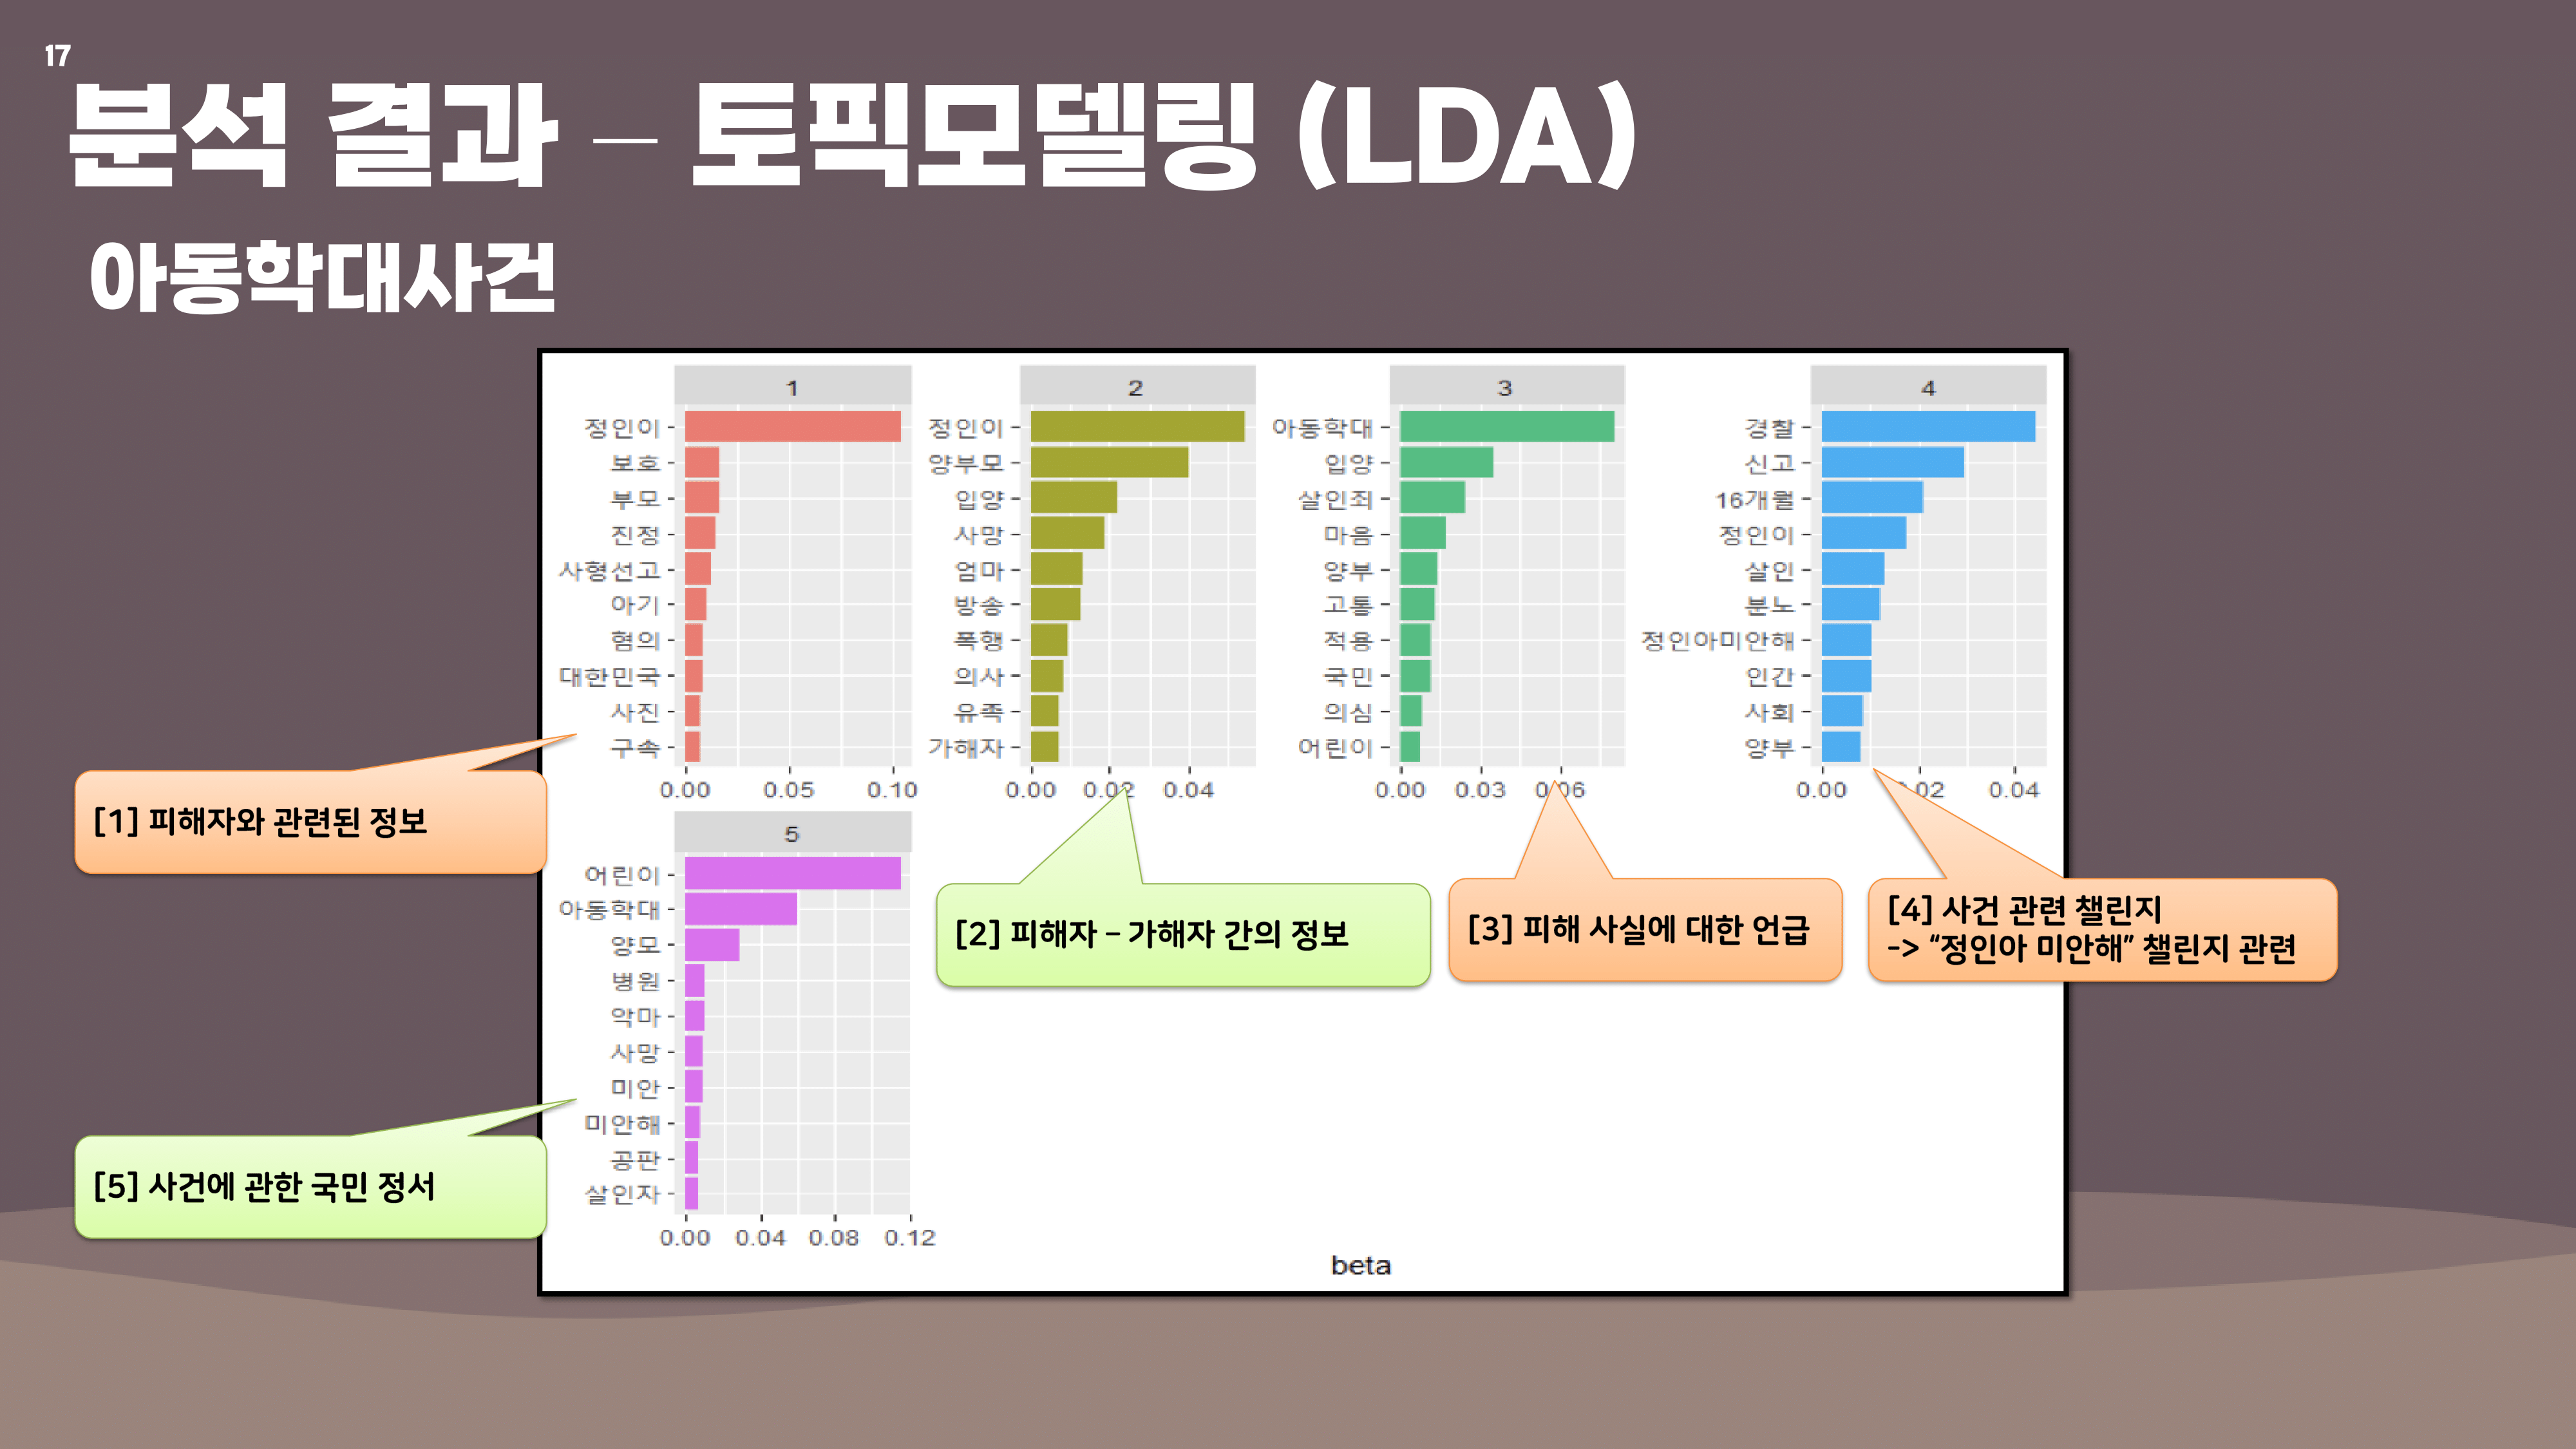 17
분석 결과 – 토픽모델링 (LDA)
아동학대사건
1
정인이
보호
부모
진정
사형선고
아기
혐의
대한민국
사진
구속
0.00 0.05 0.10
2
정인이
양부모
입양
사망
엄마
방송
폭행
의사
유족
가해자
0.00 0.02 0.04
3
아동학대
입양
살인죄
마음
양부
고통
적용
국민
의심
어린이
0.00 0.03 0.06
4
경찰
신고
16개월
정인이
살인
분노
정인아미안해
인간
사회
양부
0.00 0.02 0.04
5
어린이
아동학대
양모
병원
악마
사망
미안
미안해
공판
살인자
0.00 0.04 0.08 0.12
beta
[1] 피해자와 관련된 정보
[2] 피해자 – 가해자 간의 정보
[3] 피해 사실에 대한 언급
[4] 사건 관련 챌린지
-> “정인아 미안해” 챌린지 관련
[5] 사건에 관한 국민 정서